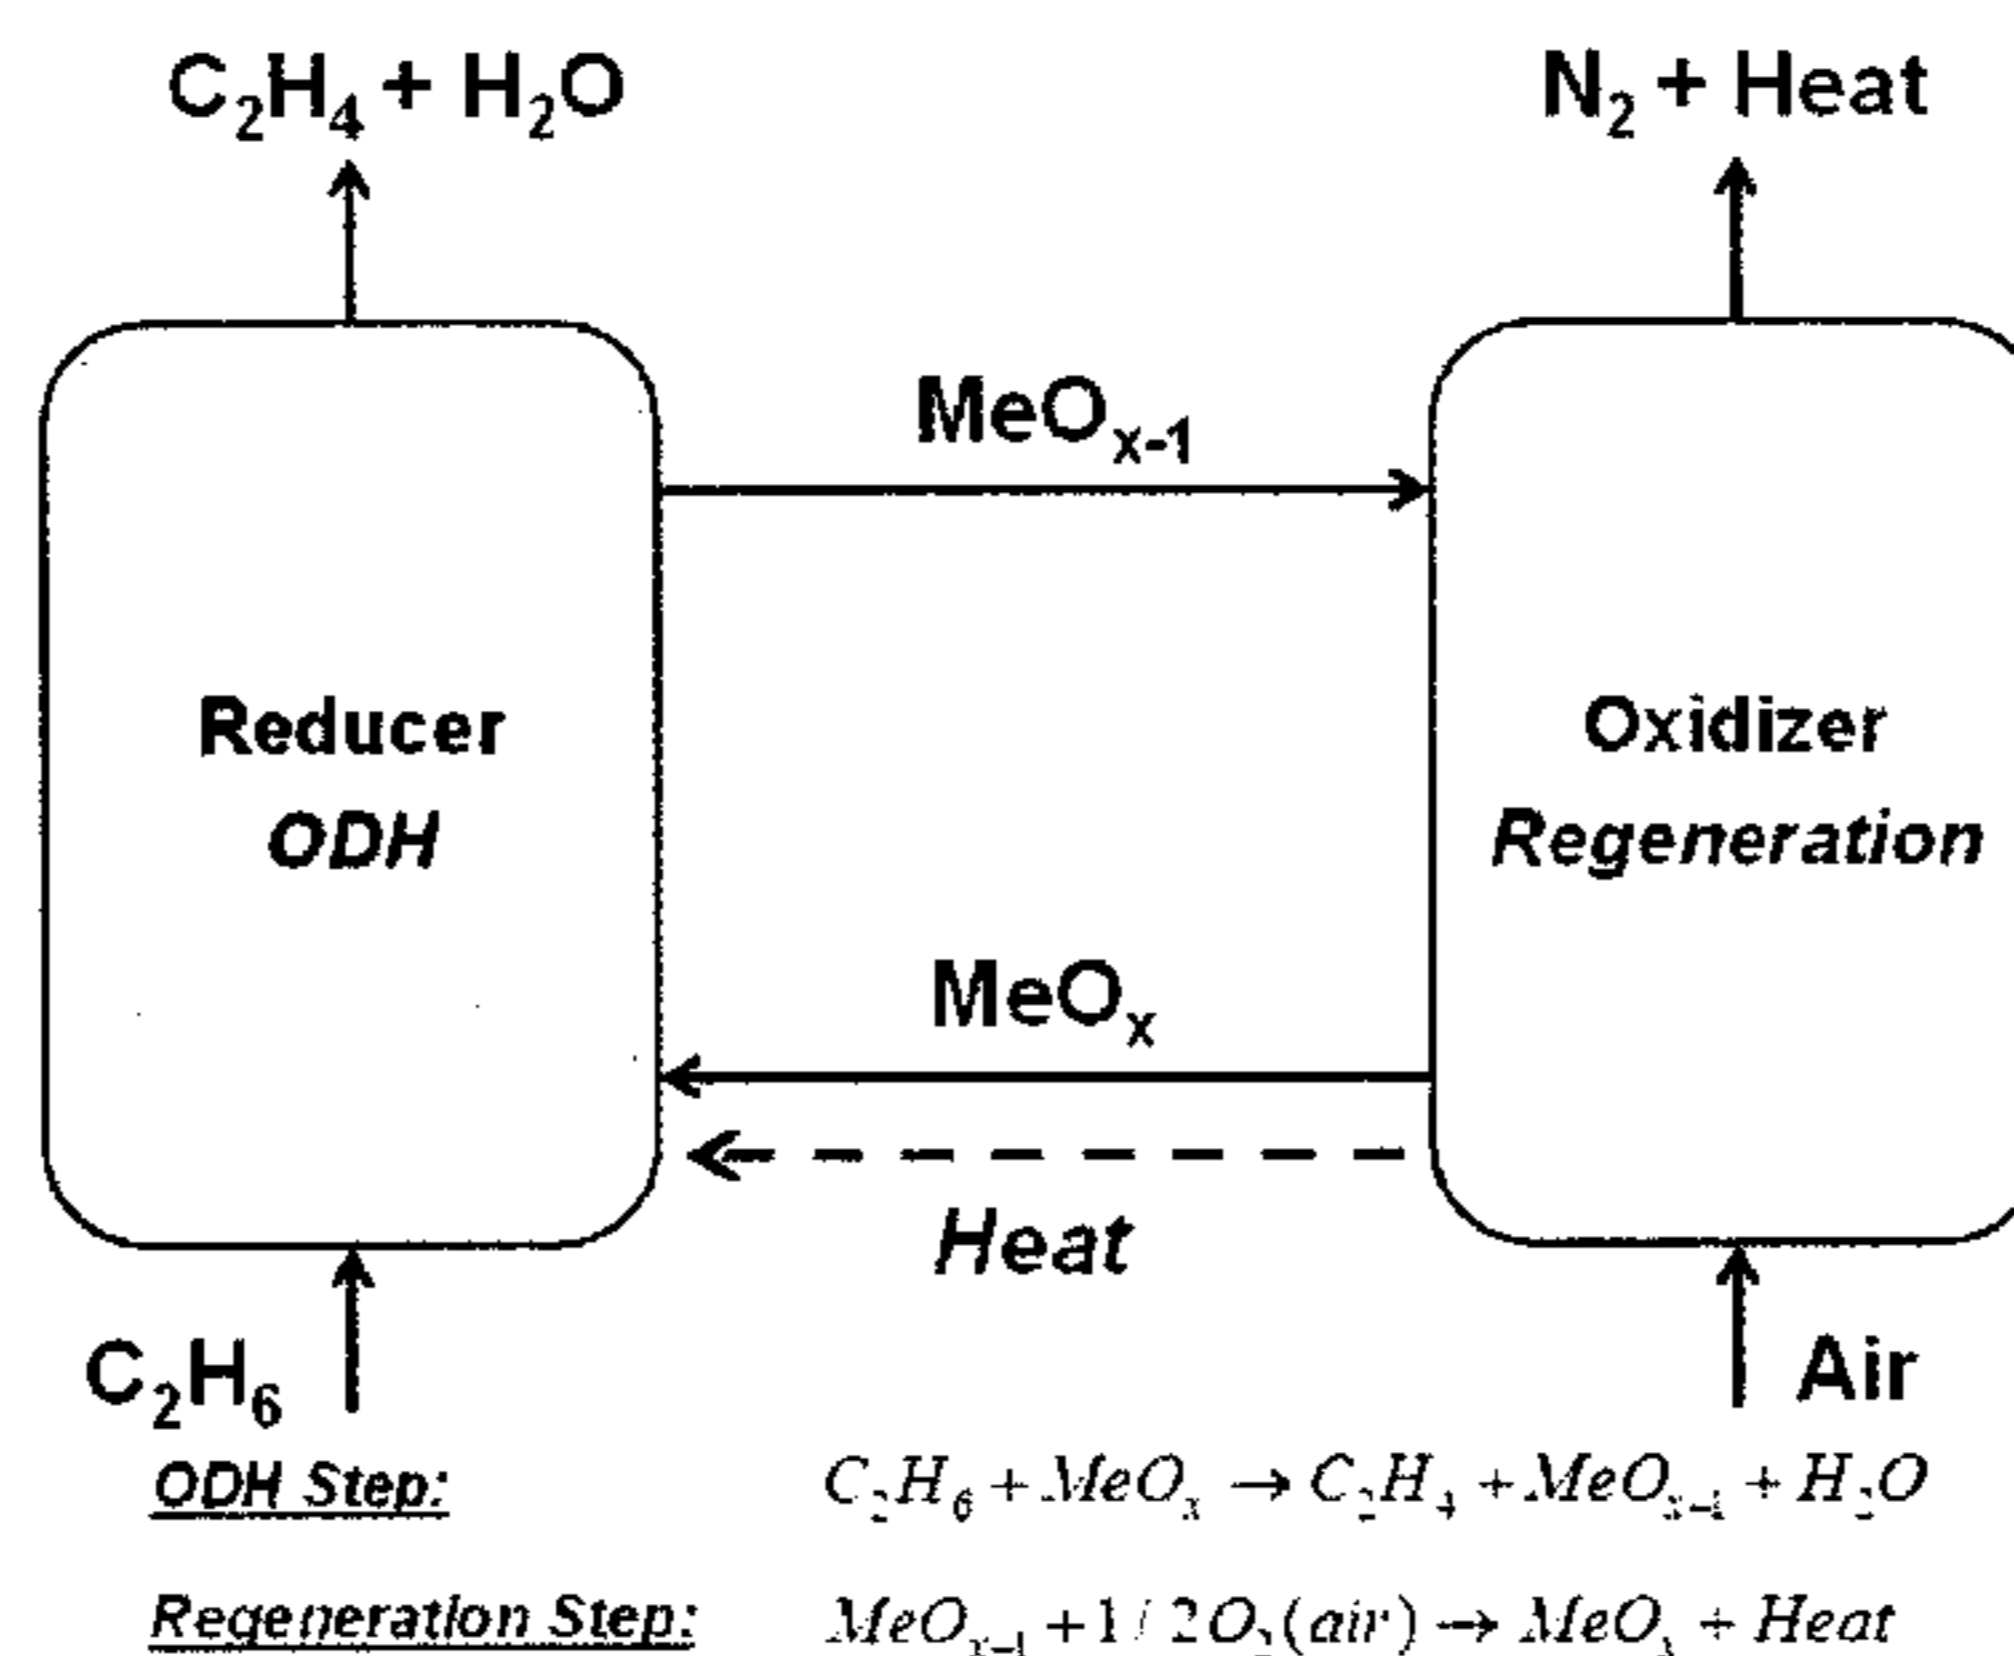 C₂H₄ + H₂O
N₂ + Heat
MeOₓ₋₁
Reducer
ODH
Oxidizer
Regeneration
MeOₓ
Heat
C₂H₆
Air
ODH Step: C₂H₆ + MeOₓ → C₂H₄ + MeOₓ₋₁ + H₂O
Regeneration Step: MeOₓ₋₁ + 1/2O₂(air) → MeOₓ + Heat